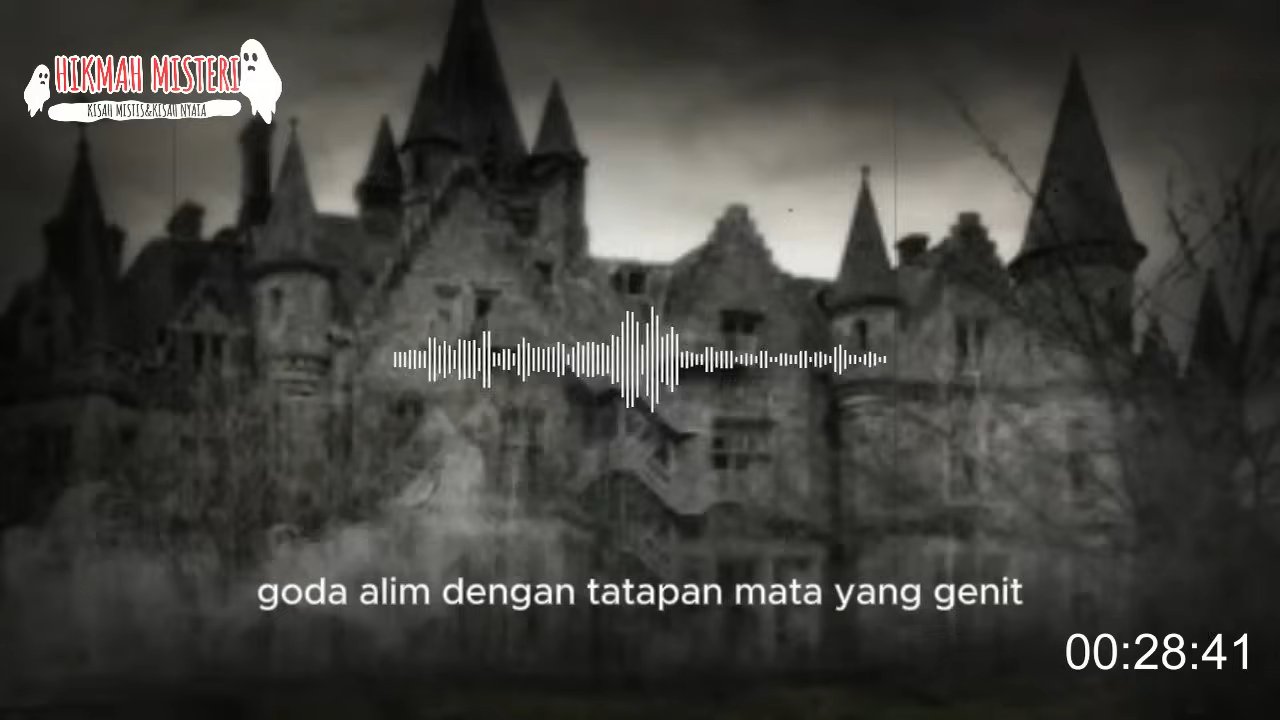 HIKMAH MISTERI
KISAH MISTIS&KISAH NYATA
goda alim dengan tatapan mata yang genit
00:28:41